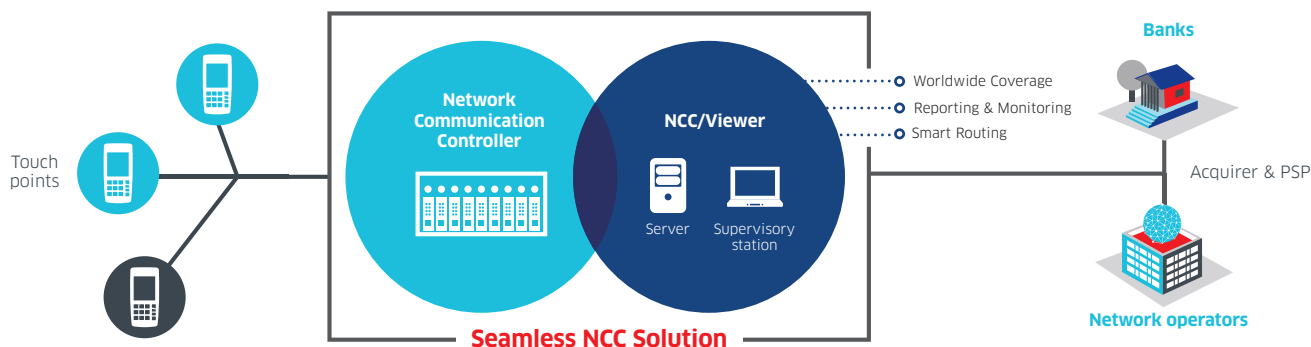 Touch
points
Network
Communication
Controller
NCC/Viewer
Server
Supervisory
station
Seamless NCC Solution
Worldwide Coverage
Reporting & Monitoring
Smart Routing
Banks
Acquirer & PSP
Network operators